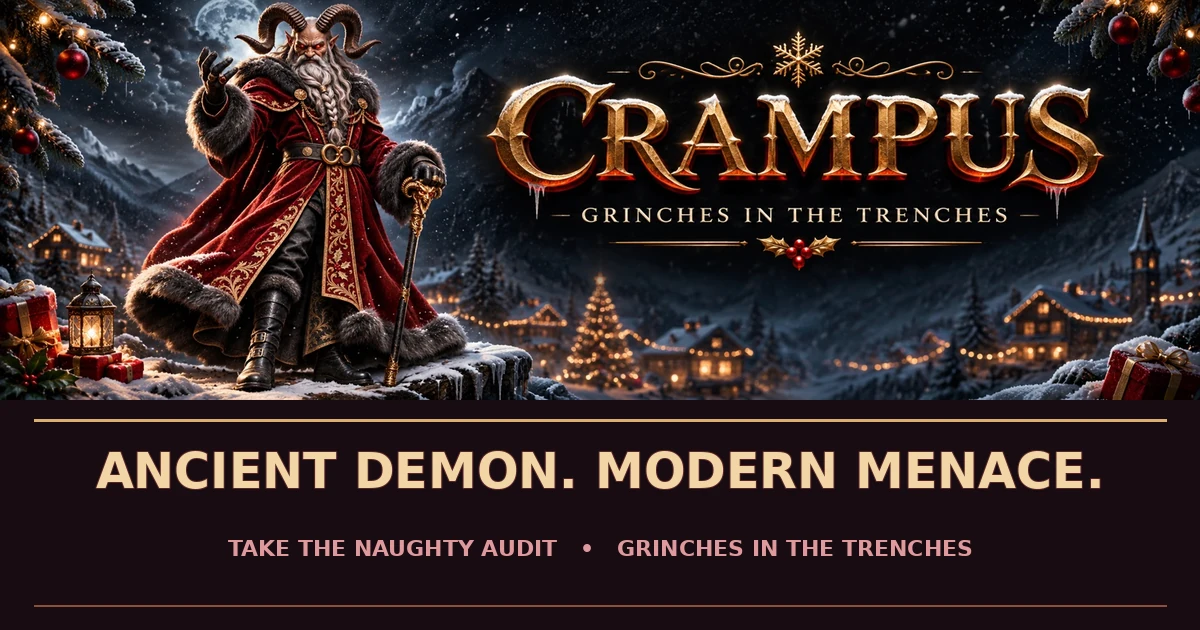 CRAMPUS
GRINCHES IN THE TRENCHES
ANCIENT DEMON. MODERN MENACE.
TAKE THE NAUGHTY AUDIT • GRINCHES IN THE TRENCHES